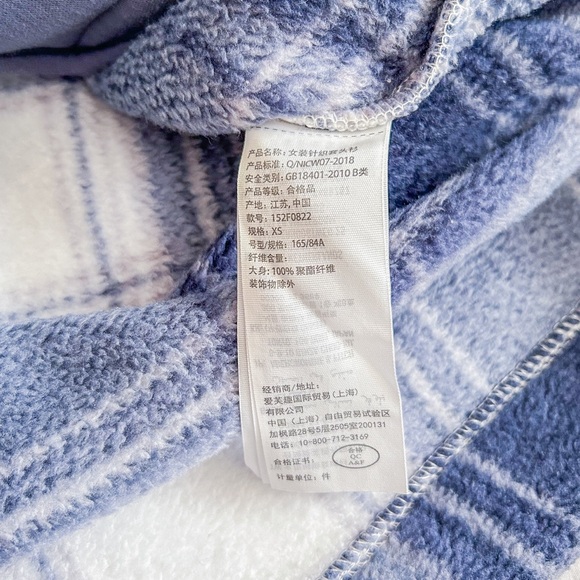 产品名称: 女装针织套头衫
产品标准: Q/NICW07-2018
安全类别: GB18401-2010 B类
产品等级: 合格品
产地: 江苏, 中国
款号: 152F0822
规格: XS
号型/规格: 165/84A
纤维含量:
大身: 100% 聚酯纤维
装饰物除外
经销商/地址:
爱芙趣国际贸易(上海)
有限公司
中国(上海)自由贸易试验区
加枫路28号5层2505室200131
电话: 10-800-712-3169
合格证书:
合格
QC
A&F
计量单位: 件